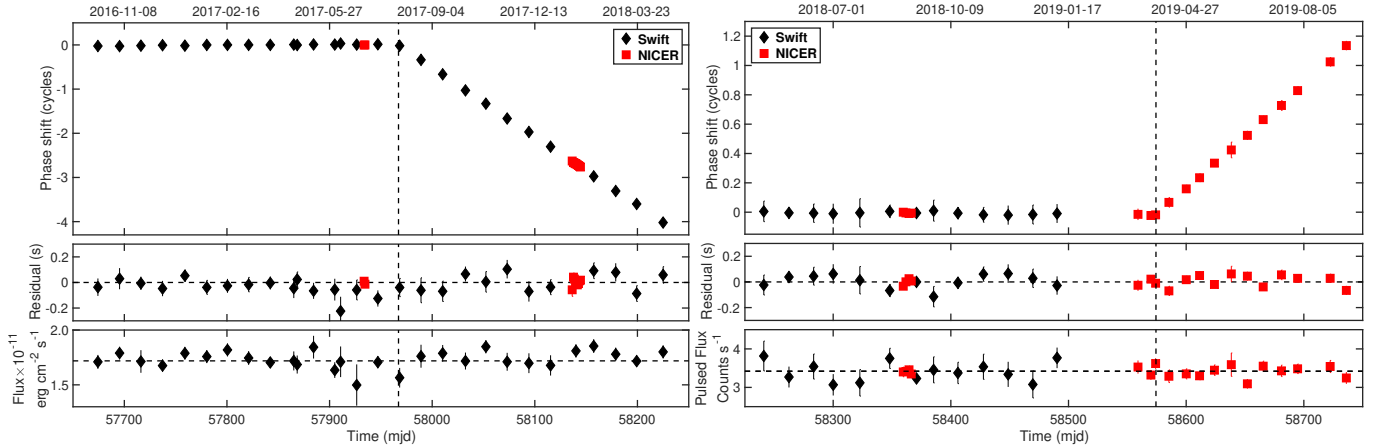 2016-11-08 2017-02-16 2017-05-27 2017-09-04 2017-12-13 2018-03-23
0
-1
-2
-3
-4
Phase shift (cycles)
Swift
NICER
0.2
0
-0.2
Residual (s)
2.0
1.5
Flux×10⁻¹¹
erg cm⁻² s⁻¹
57700 57800 57900 58000 58100 58200
Time (mjd)
2018-07-01 2018-10-09 2019-01-17 2019-04-27 2019-08-05
1.2
1
0.8
0.6
0.4
0.2
0
Phase shift (cycles)
Swift
NICER
0.2
0
-0.2
Residual (s)
5
4
3
Pulsed Flux
Counts s⁻¹
58300 58400 58500 58600 58700
Time (mjd)